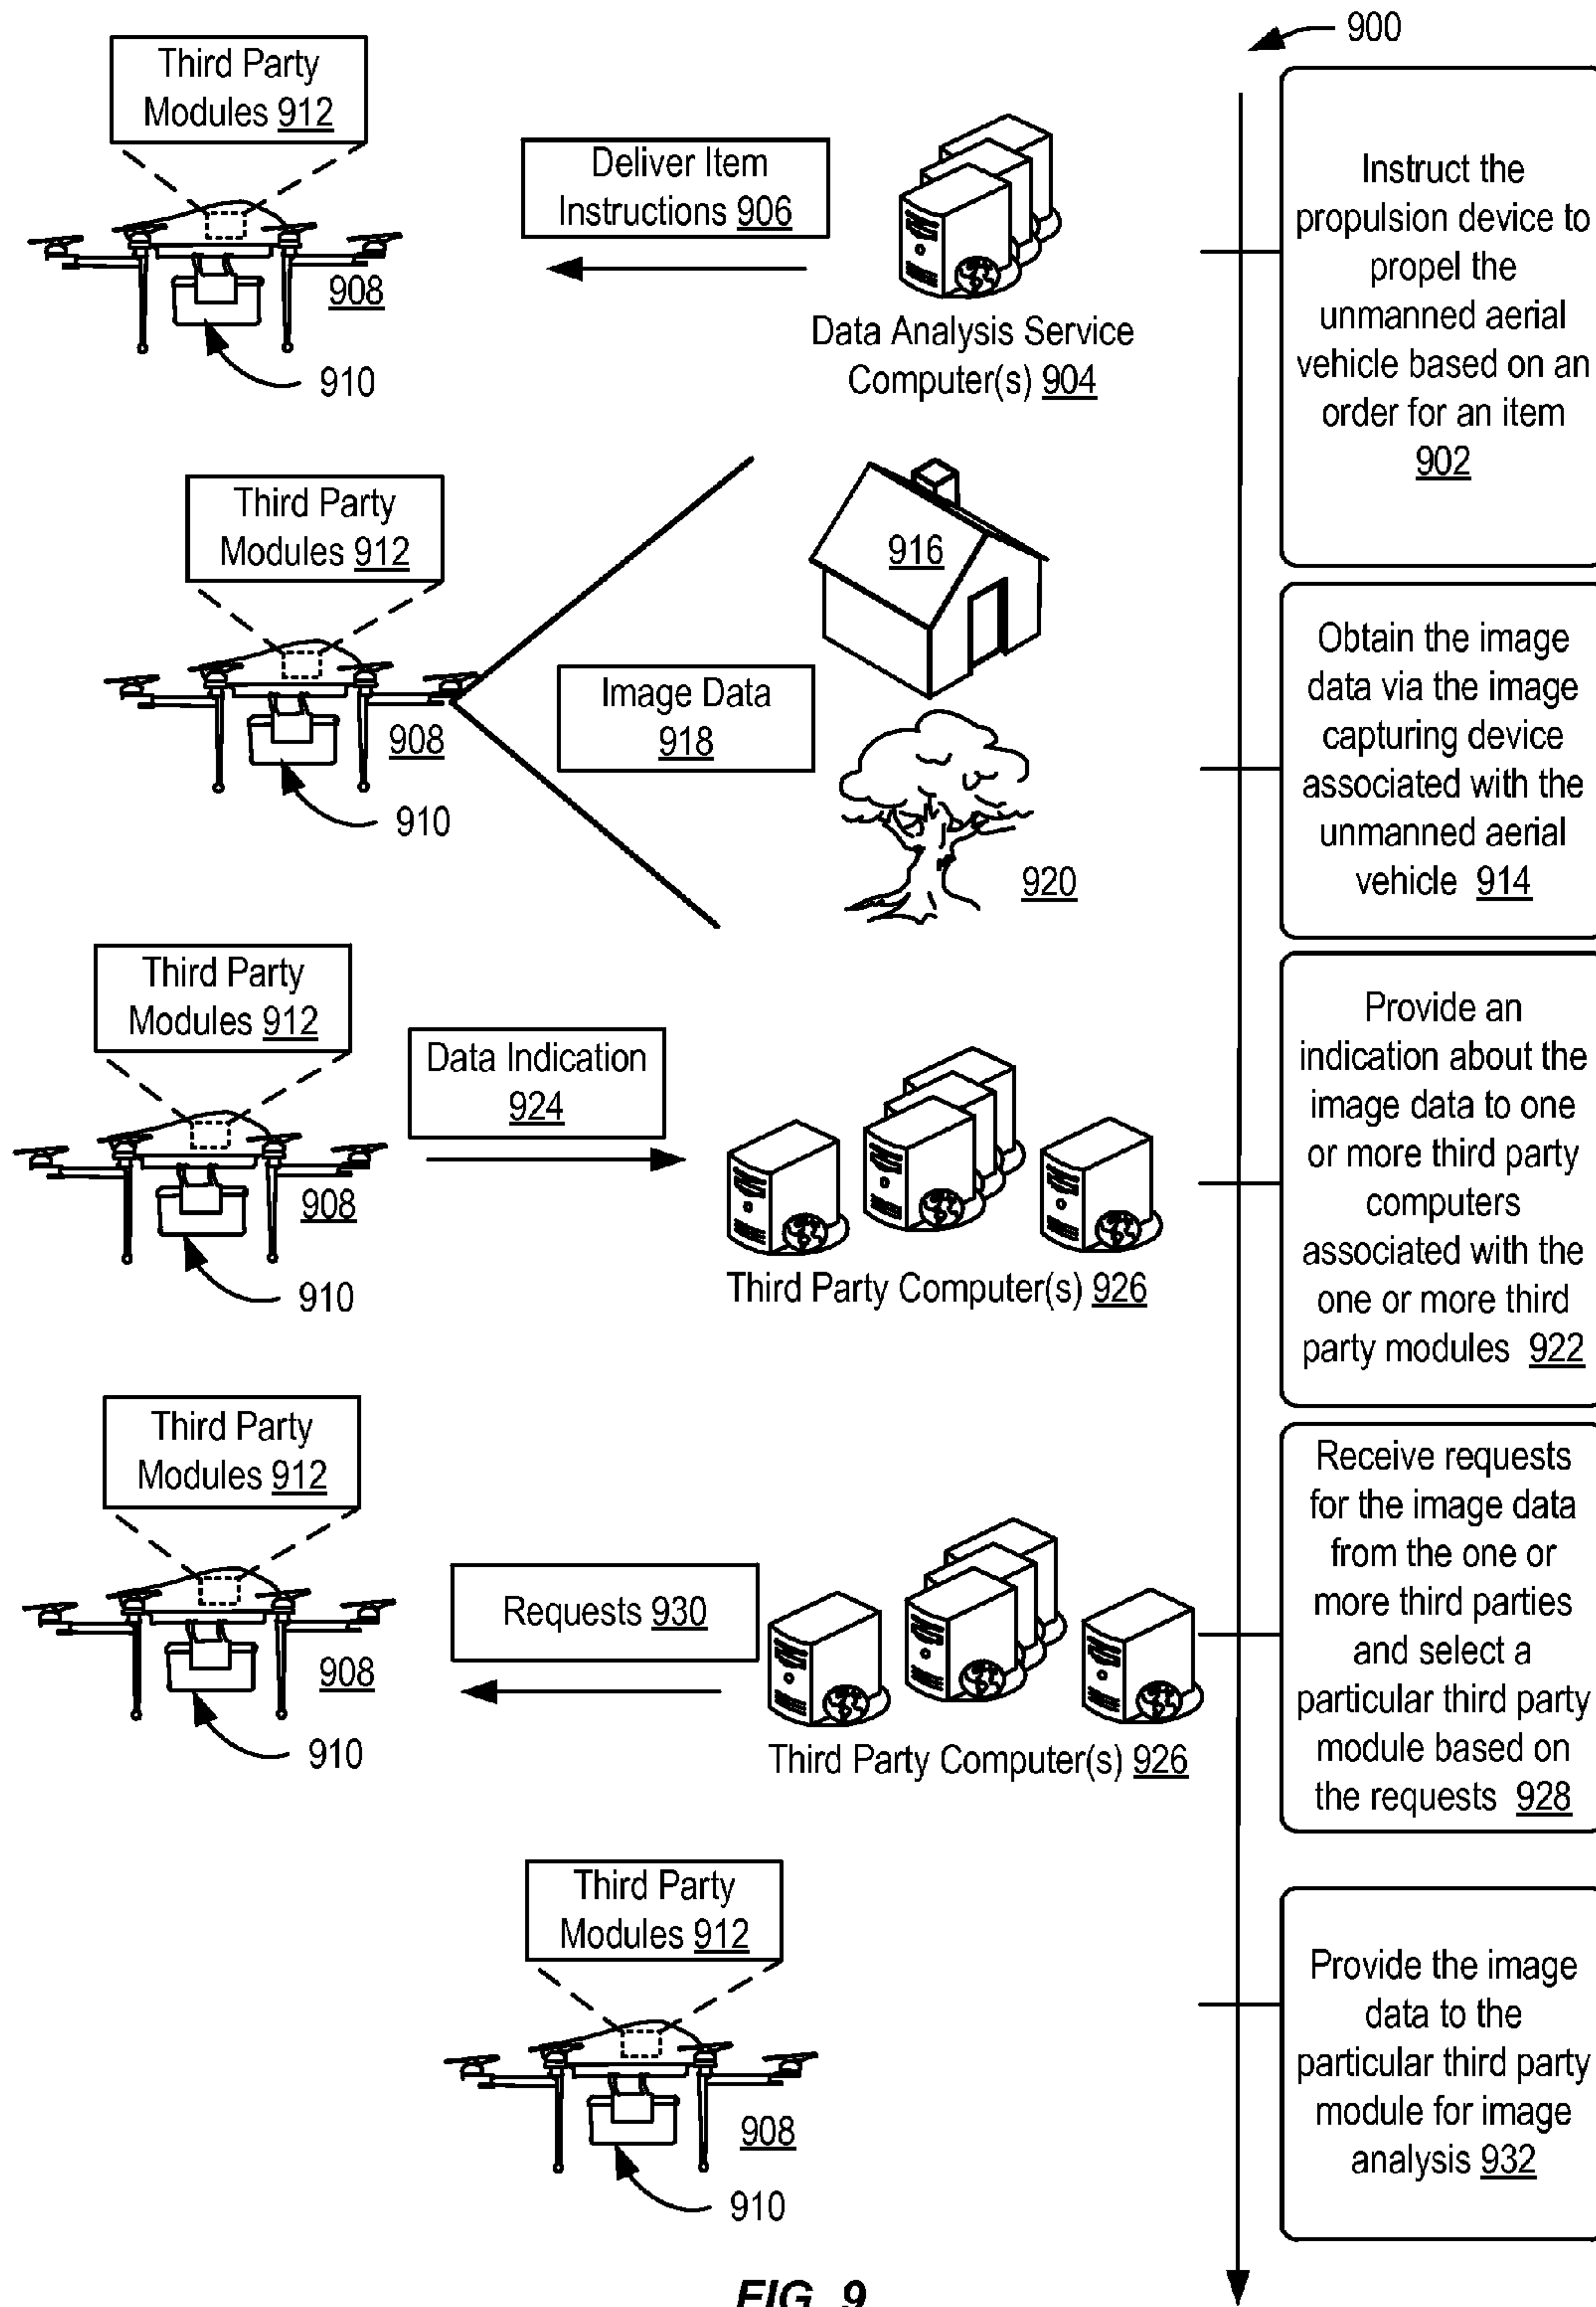 900
Third Party
Modules 912
Deliver Item
Instructions 906
908
910
Data Analysis Service
Computer(s) 904
Instruct the
propulsion device to
propel the
unmanned aerial
vehicle based on an
order for an item
902
Third Party
Modules 912
916
Image Data
918
908
910
920
Obtain the image
data via the image
capturing device
associated with the
unmanned aerial
vehicle 914
Third Party
Modules 912
Data Indication
924
908
910
Third Party Computer(s) 926
Provide an
indication about the
image data to one
or more third party
computers
associated with the
one or more third
party modules 922
Third Party
Modules 912
Requests 930
908
910
Third Party Computer(s) 926
Receive requests
for the image data
from the one or
more third parties
and select a
particular third party
module based on
the requests 928
Third Party
Modules 912
908
910
Provide the image
data to the
particular third party
module for image
analysis 932
FIG. 9